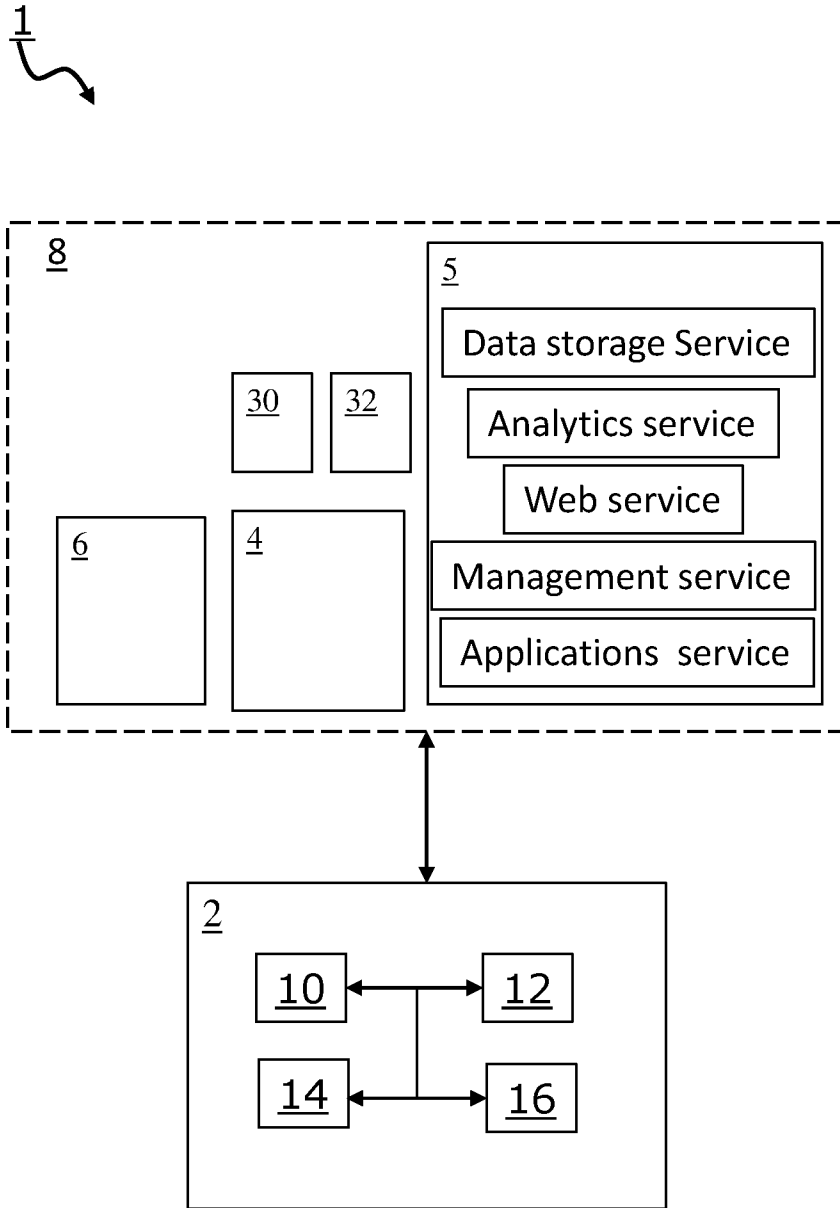 1
8
5
Data storage Service
Analytics service
Web service
Management service
Applications service
30
32
6
4
2
10
12
14
16